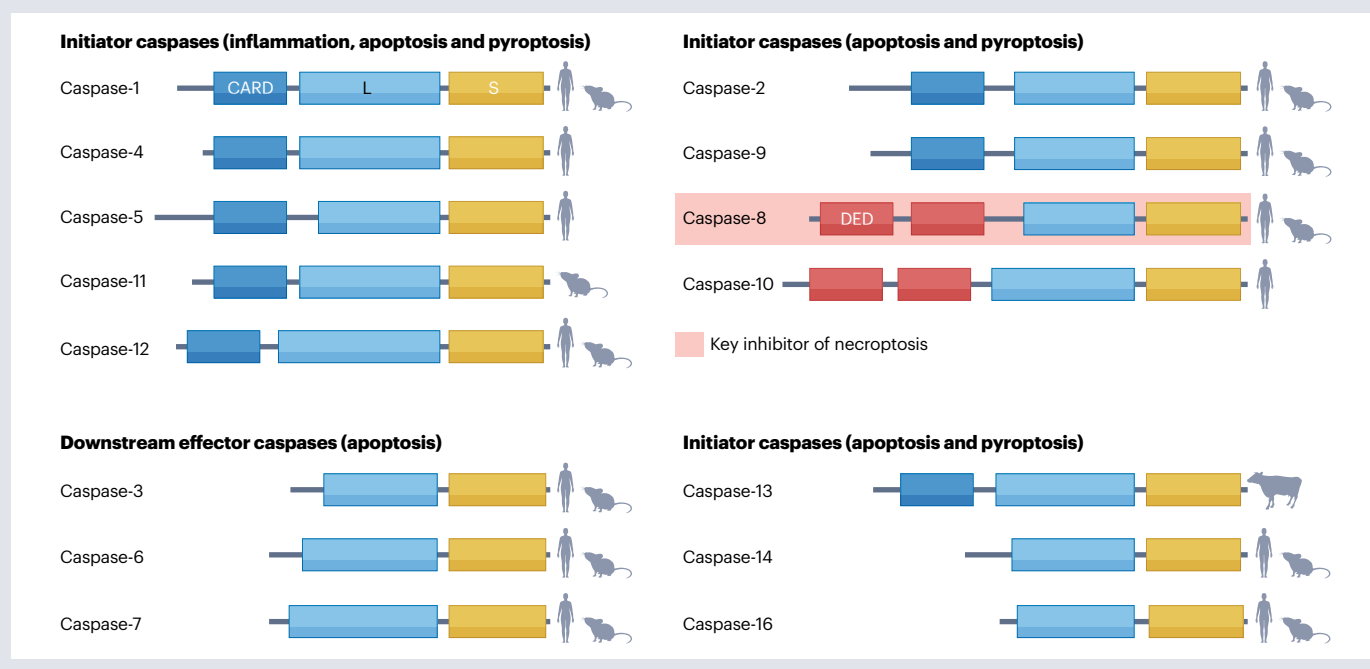 Initiator caspases (inflammation, apoptosis and pyroptosis)
Caspase-1
CARD
L
S
Caspase-4
Caspase-5
Caspase-11
Caspase-12
Initiator caspases (apoptosis and pyroptosis)
Caspase-2
Caspase-9
Caspase-8
DED
Caspase-10
Key inhibitor of necroptosis
Downstream effector caspases (apoptosis)
Caspase-3
Caspase-6
Caspase-7
Initiator caspases (apoptosis and pyroptosis)
Caspase-13
Caspase-14
Caspase-16